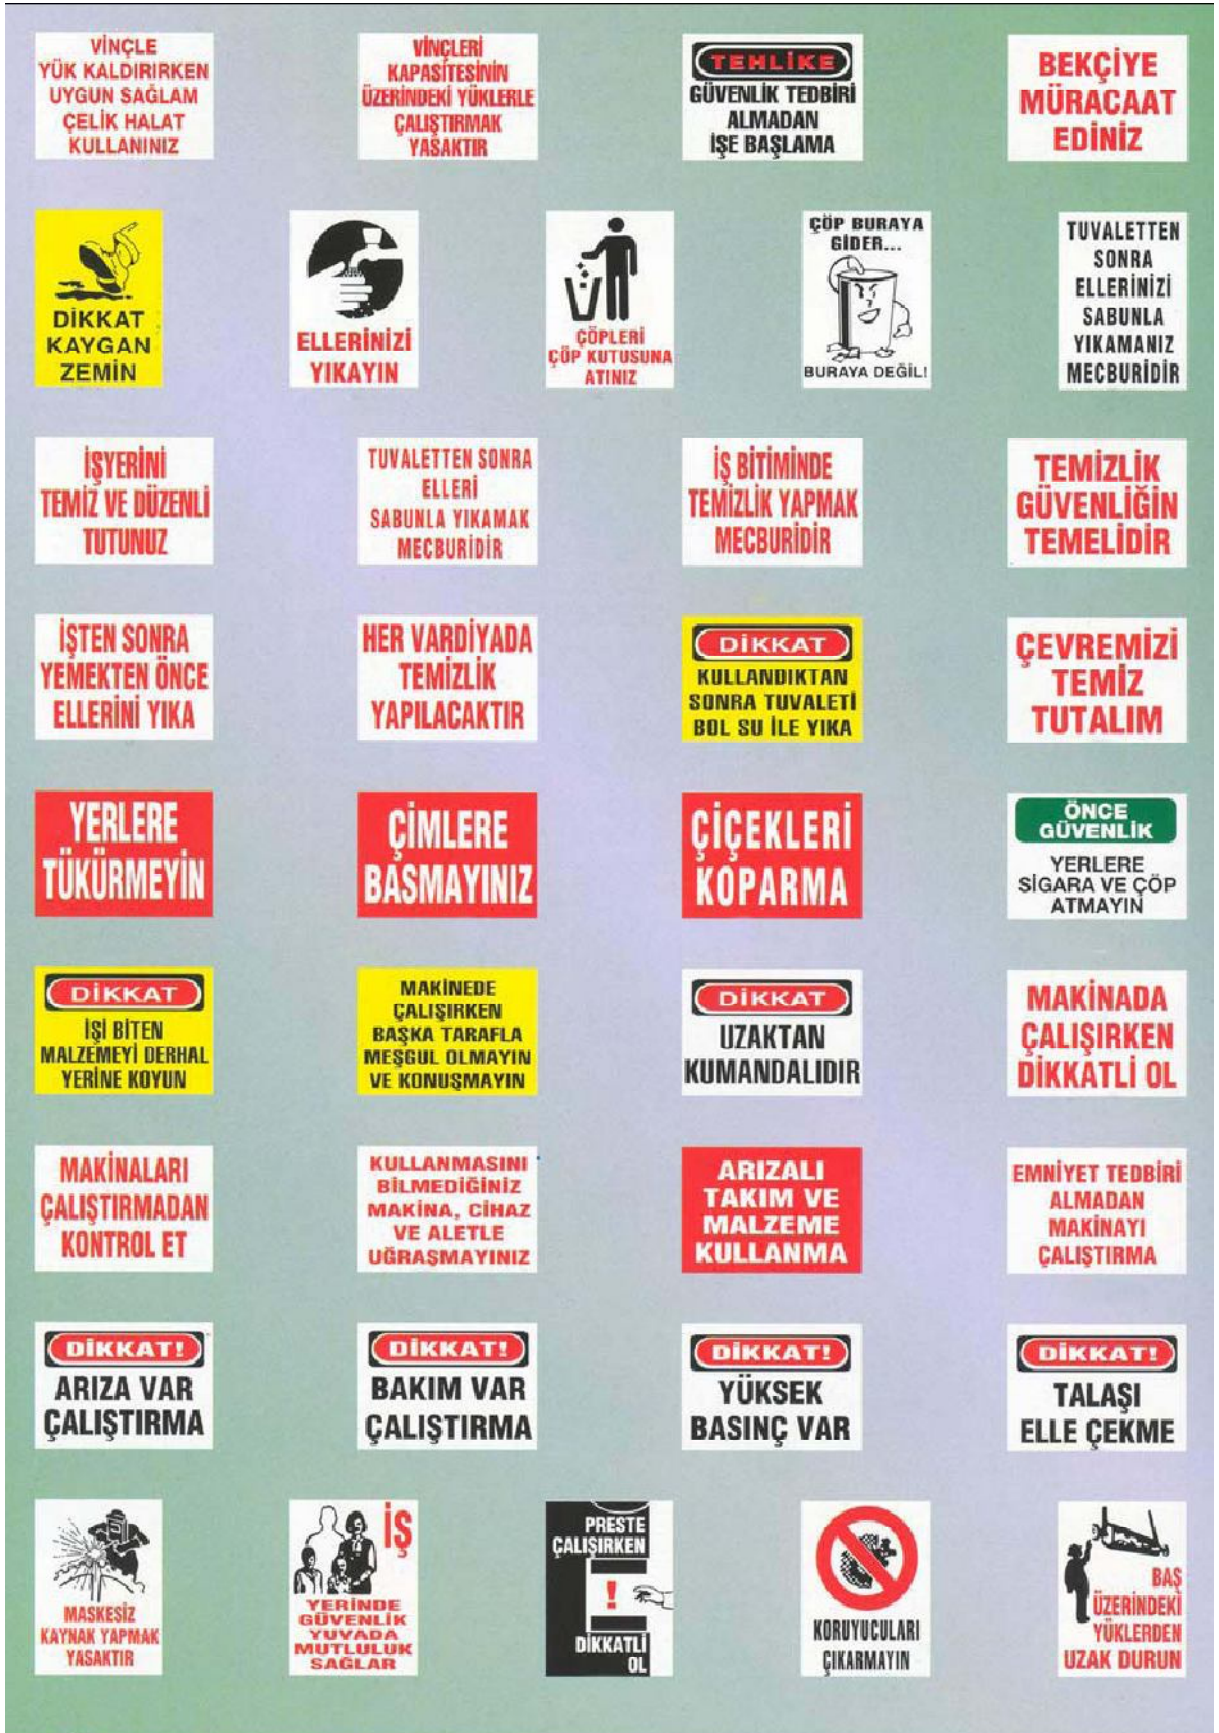 VİNÇLE
YÜK KALDIRIRKEN
UYGUN SAĞLAM
ÇELİK HALAT
KULLANINIZ
VİNÇLERİ
KAPASİTESİNİN
ÜZERİNDEKİ YÜKLERLE
ÇALIŞTIRMAK
YASAKTIR
TEHLİKE
GÜVENLİK TEDBİRİ
ALMADAN
İŞE BAŞLAMA
BEKÇİYE
MÜRACAAT
EDİNİZ
DİKKAT
KAYGAN
ZEMİN
ELLERİNİZİ
YIKAYIN
ÇÖPLERİ
ÇÖP KUTUSUNA
ATINIZ
ÇÖP BURAYA
GİDER...
BURAYA DEĞİL!
TUVALETTEN
SONRA
ELLERİNİZİ
SABUNLA
YIKAMANIZ
MECBURİDİR
İŞYERİNİ
TEMİZ VE DÜZENLİ
TUTUNUZ
TUVALETTEN SONRA
ELLERİ
SABUNLA YIKAMAK
MECBURİDİR
İŞ BİTİMİNDE
TEMİZLİK YAPMAK
MECBURİDİR
TEMİZLİK
GÜVENLİĞİN
TEMELİDİR
İŞTEN SONRA
YEMEKTEN ÖNCE
ELLERİNİ YIKA
HER VARDİYADA
TEMİZLİK
YAPILACAKTIR
DİKKAT
KULLANDIKTAN
SONRA TUVALETİ
BOL SU İLE YIKA
ÇEVREMİZİ
TEMİZ
TUTALIM
YERLERE
TÜKÜRMEYİN
ÇİMLERE
BASMAYINIZ
ÇİÇEKLERİ
KOPARMA
ÖNCE
GÜVENLİK
YERLERE
SİGARA VE ÇÖP
ATMAYIN
DİKKAT
İŞİ BİTEN
MALZEMEYİ DERHAL
YERİNE KOYUN
MAKİNEDE
ÇALIŞIRKEN
BAŞKA TARAFLA
MEŞGUL OLMAYIN
VE KONUŞMAYIN
DİKKAT
UZAKTAN
KUMANDALIDIR
MAKİNADA
ÇALIŞIRKEN
DİKKATLİ OL
MAKİNALARI
ÇALIŞTIRMADAN
KONTROL ET
KULLANMASINI
BİLMEDİĞİNİZ
MAKİNA, CİHAZ
VE ALETLE
UĞRAŞMAYINIZ
ARIZALI
TAKIM VE
MALZEME
KULLANMA
EMNİYET TEDBİRİ
ALMADAN
MAKİNAYI
ÇALIŞTIRMA
DİKKAT!
ARIZA VAR
ÇALIŞTIRMA
DİKKAT!
BAKIM VAR
ÇALIŞTIRMA
DİKKAT!
YÜKSEK
BASINÇ VAR
DİKKAT!
TALAŞI
ELLE ÇEKME
MASKESİZ
KAYNAK YAPMAK
YASAKTIR
İŞ
YERİNDE
GÜVENLİK
YUVADA
MUTLULUK
SAĞLAR
PRESTE
ÇALIŞIRKEN
!
DİKKATLİ
OL
KORUYUCULARI
ÇIKARMAYIN
BAŞ
ÜZERİNDEKİ
YÜKLERDEN
UZAK DURUN